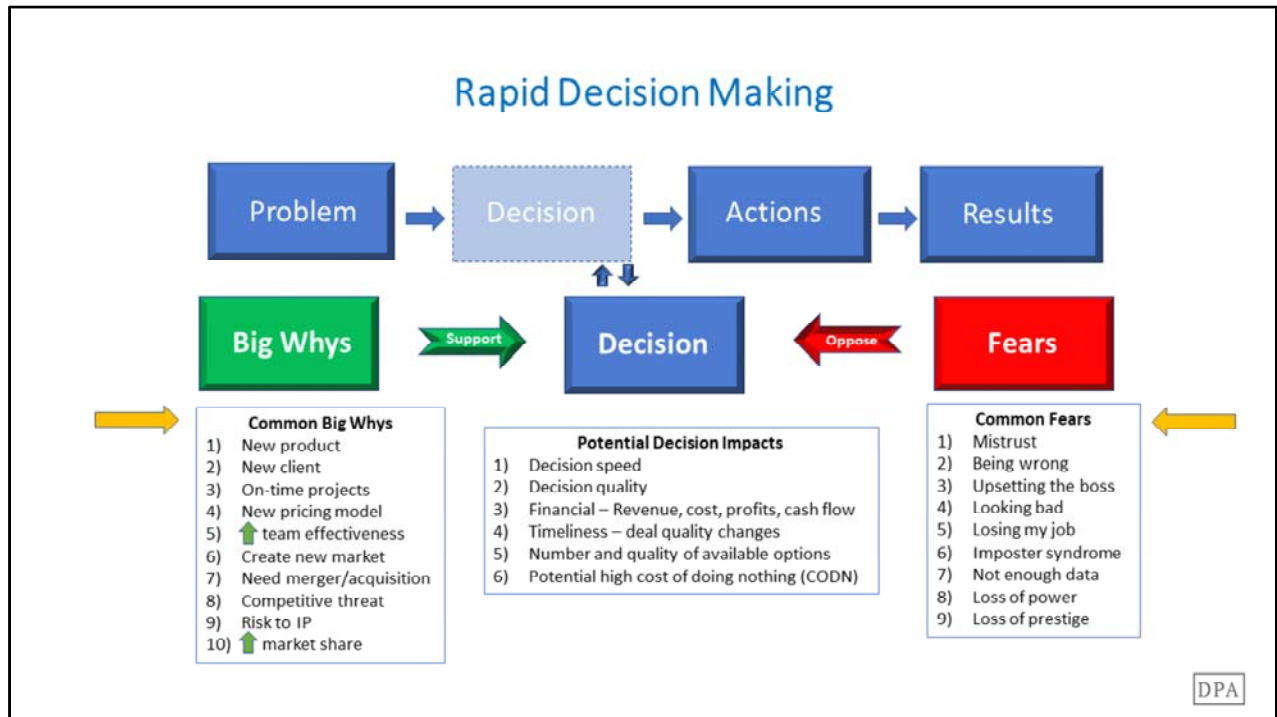 Rapid Decision Making
Problem
Decision
Actions
Results
Big Whys
Support
Decision
Oppose
Fears
Common Big Whys
1) New product
2) New client
3) On-time projects
4) New pricing model
5) team effectiveness
6) Create new market
7) Need merger/acquisition
8) Competitive threat
9) Risk to IP
10) market share
Potential Decision Impacts
1) Decision speed
2) Decision quality
3) Financial – Revenue, cost, profits, cash flow
4) Timeliness – deal quality changes
5) Number and quality of available options
6) Potential high cost of doing nothing (CODN)
Common Fears
1) Mistrust
2) Being wrong
3) Upsetting the boss
4) Looking bad
5) Losing my job
6) Imposter syndrome
7) Not enough data
8) Loss of power
9) Loss of prestige
DPA